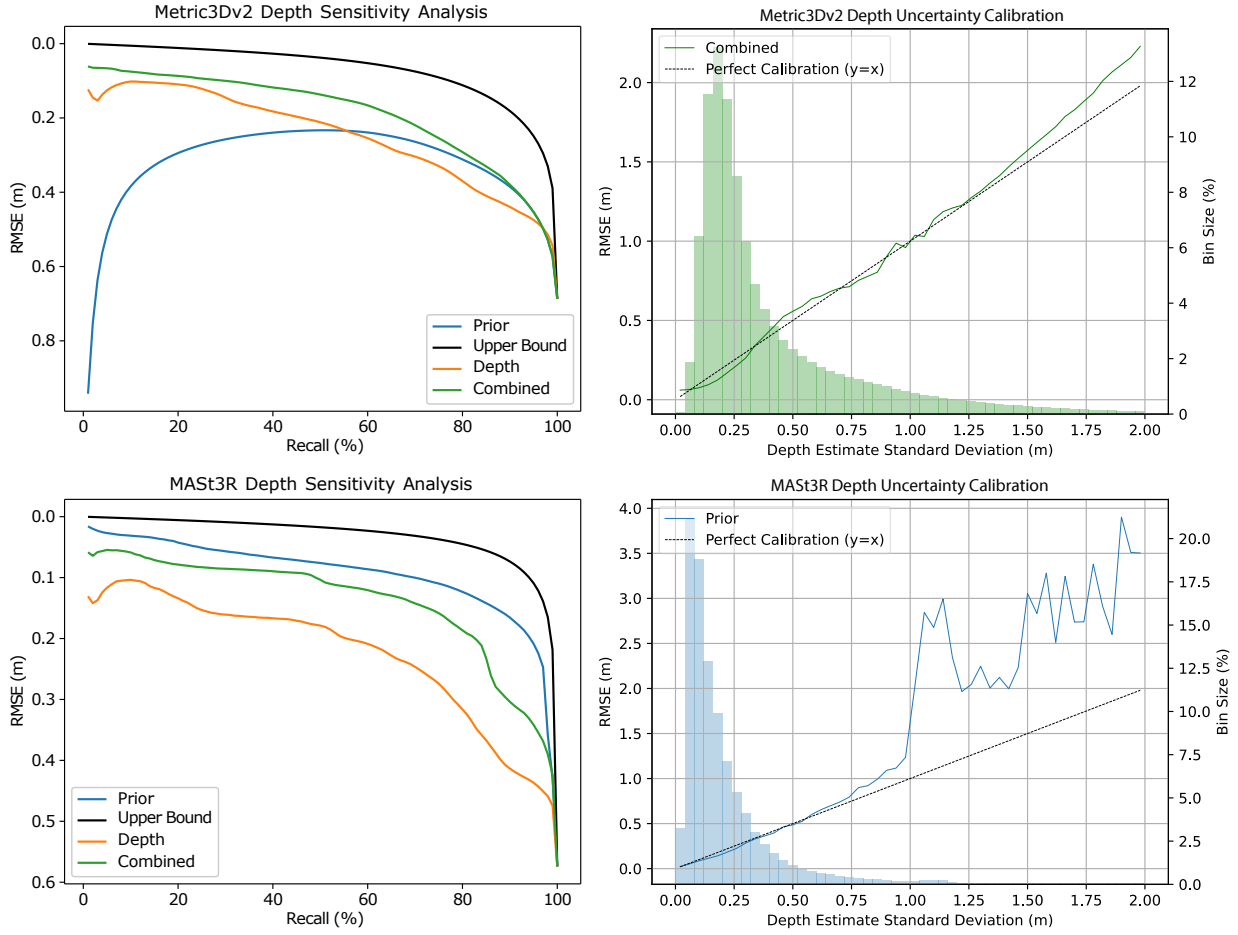 Metric3Dv2 Depth Sensitivity Analysis
0.0
0.2
0.4
0.6
0.8
RMSE (m)
Prior
Upper Bound
Depth
Combined
0 20 40 60 80 100
Recall (%)
Metric3Dv2 Depth Uncertainty Calibration
Combined
Perfect Calibration (y=x)
2.0
1.5
1.0
0.5
0.0
RMSE (m)
12
10
8
6
4
2
0
Bin Size (%)
0.00 0.25 0.50 0.75 1.00 1.25 1.50 1.75 2.00
Depth Estimate Standard Deviation (m)
MASt3R Depth Sensitivity Analysis
0.0
0.1
0.2
0.3
0.4
0.5
0.6
RMSE (m)
Prior
Upper Bound
Depth
Combined
0 20 40 60 80 100
Recall (%)
MASt3R Depth Uncertainty Calibration
Prior
Perfect Calibration (y=x)
4.0
3.5
3.0
2.5
2.0
1.5
1.0
0.5
0.0
RMSE (m)
20.0
17.5
15.0
12.5
10.0
7.5
5.0
2.5
0.0
Bin Size (%)
0.00 0.25 0.50 0.75 1.00 1.25 1.50 1.75 2.00
Depth Estimate Standard Deviation (m)